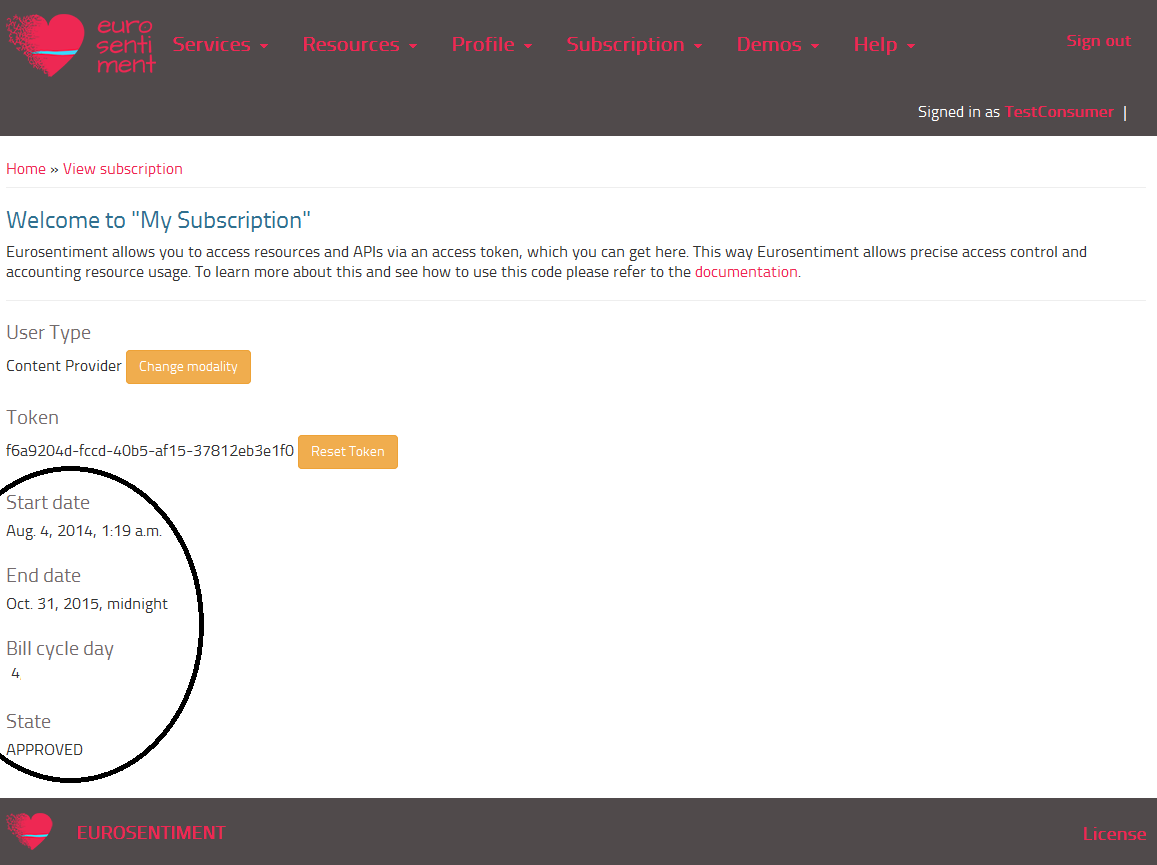 euro
senti
ment
Services Resources Profile Subscription Demos Help Sign out
Signed in as TestConsumer |
Home » View subscription
Welcome to "My Subscription"
Eurosentiment allows you to access resources and APIs via an access token, which you can get here. This way Eurosentiment allows precise access control and
accounting resource usage. To learn more about this and see how to use this code please refer to the documentation.
User Type
Content Provider Change modality
Token
f6a9204d-fccd-40b5-af15-37812eb3e1f0 Reset Token
Start date
Aug. 4, 2014, 1:19 a.m.
End date
Oct. 31, 2015, midnight
Bill cycle day
4
State
APPROVED
EUROSENTIMENT License